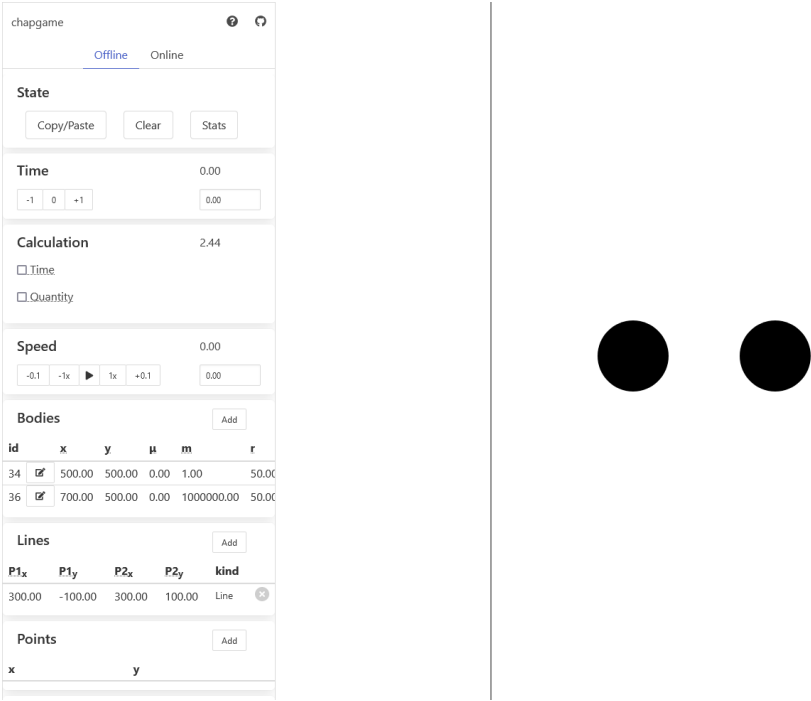 chapgame
Offline Online
State
Copy/Paste Clear Stats
Time 0.00
-1 0 +1 0.00
Calculation 2.44
Time
Quantity
Speed 0.00
-0.1 -1x 1x +0.1 0.00
Bodies Add
id x y μ m r
34 500.00 500.00 0.00 1.00 50.00
36 700.00 500.00 0.00 1000000.00 50.00
Lines Add
P1x P1y P2x P2y kind
300.00 -100.00 300.00 100.00 Line
Points Add
x y